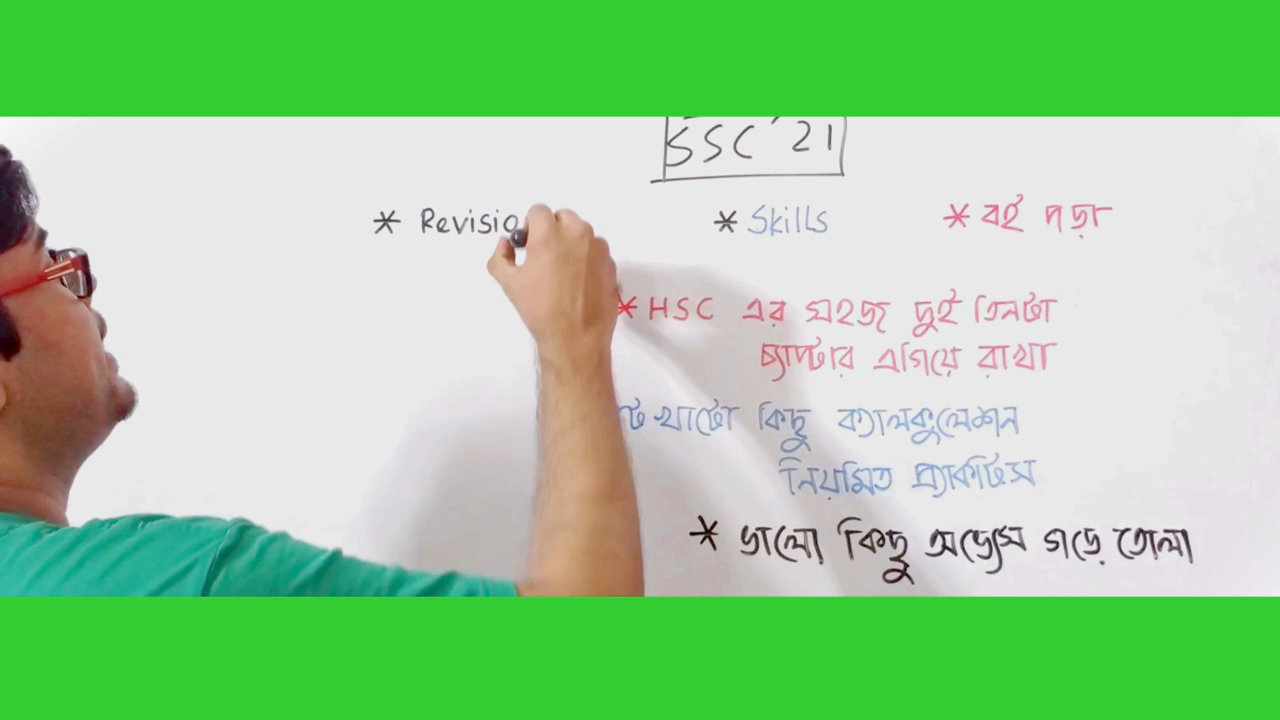 SSC '21
* Revisio
* Skills
* বই পড়া
* HSC এর সহজ দুই তিনটা
চ্যাপ্টার এগিয়ে রাখা
খাটো কিছু ক্যালকুলেশন
নিয়মিত প্র্যাকটিস
* ভালো কিছু অভ্যেস গড়ে তোলা